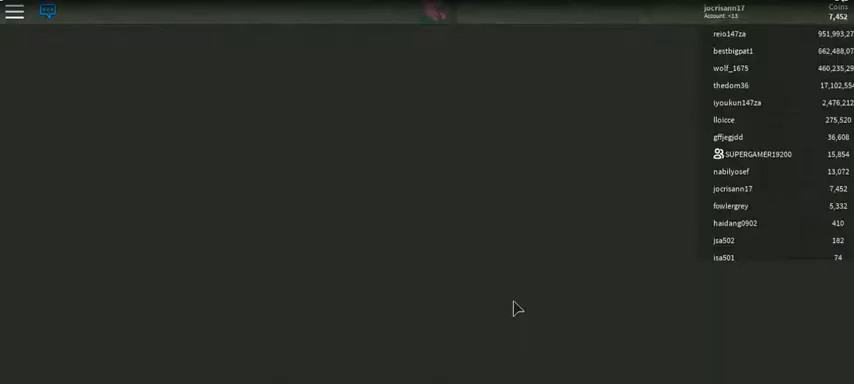 jocrisann17
Account: <13
Coins
7,452
reio147za 951,993,27
bestbigpat1 662,488,07
wolf_1675 460,235,29
thedom36 17,102,554
iyoukun147za 2,476,212
lloicce 275,520
gffjegjdd 36,608
SUPERGAMER19200 15,854
nabilyosef 13,072
jocrisann17 7,452
fowlergrey 5,332
haidang0902 410
jsa502 182
isa501 74